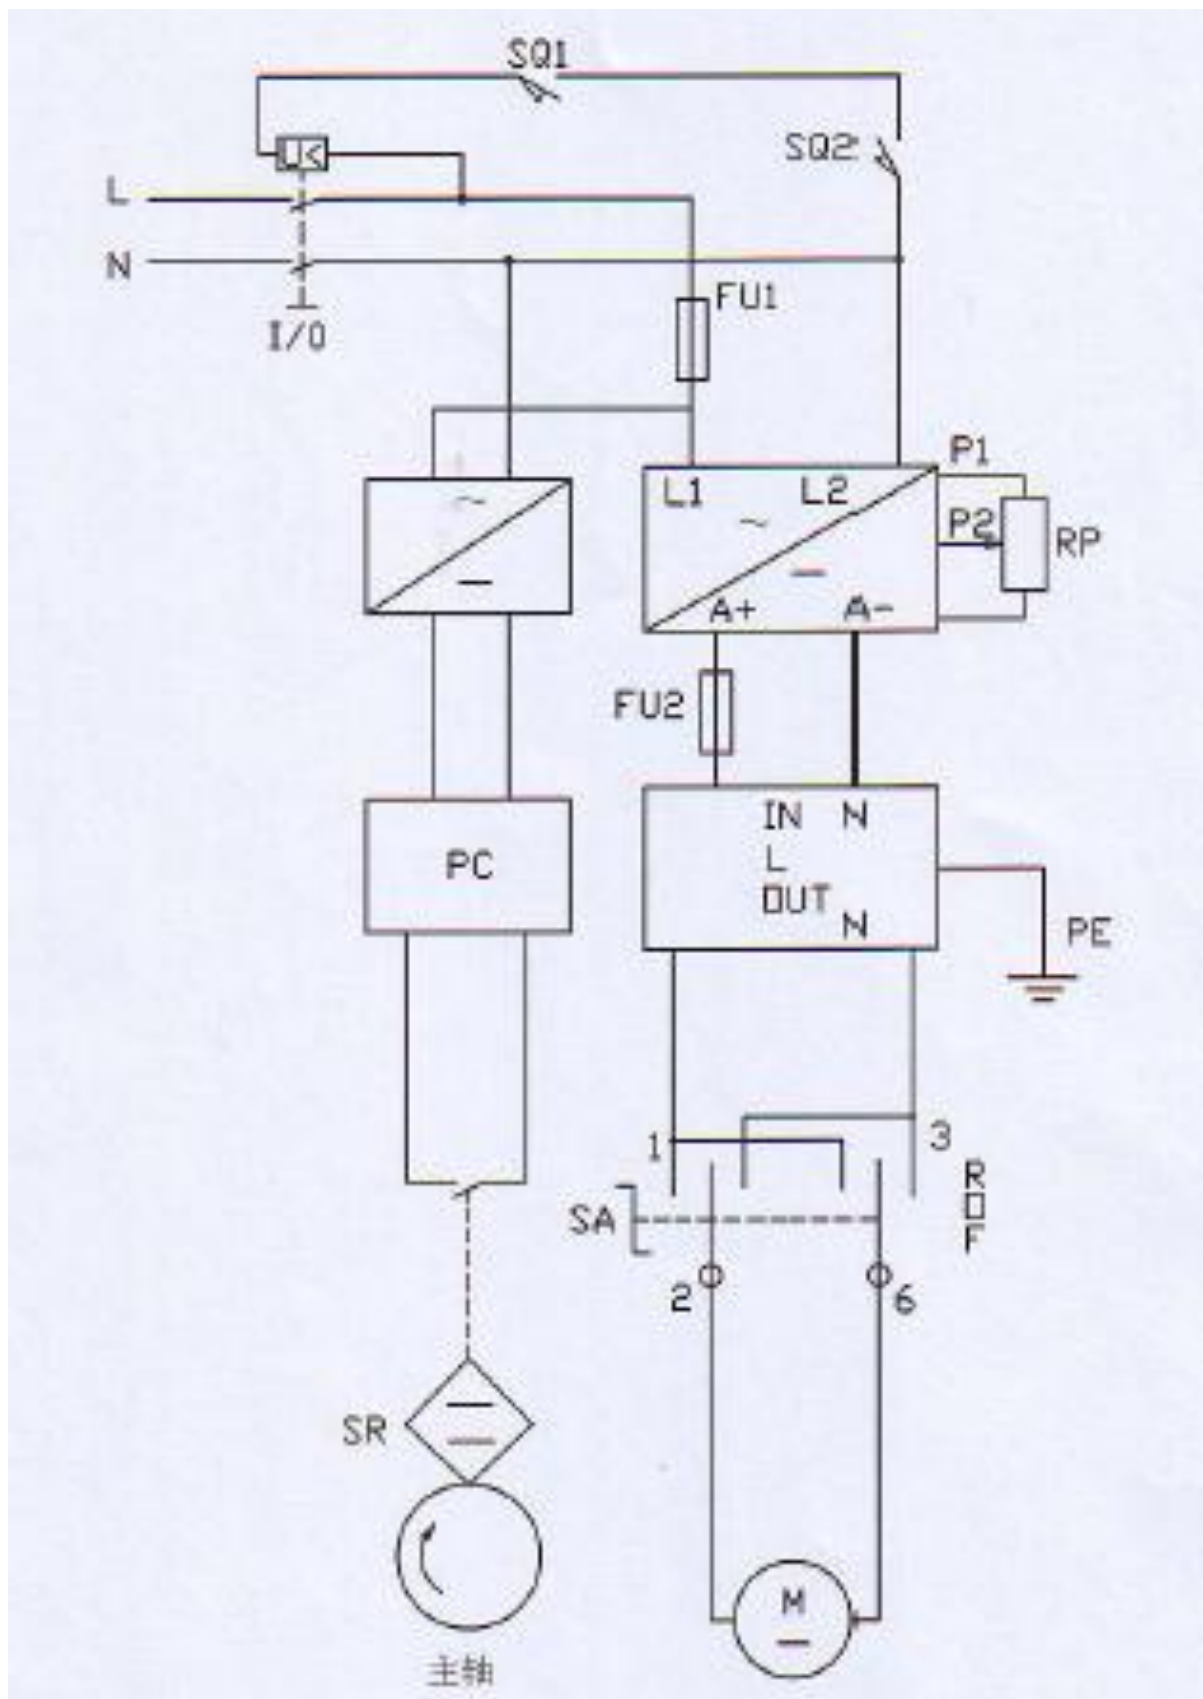 SQ1
U<
SQ2
L
N
FU1
I/O
P1
L1 L2
~ ~
P2 RP
A+ A-
FU2
IN N
PC
L
OUT
N
PE
1 3
R
O
F
SA
2 6
SR
M
主轴